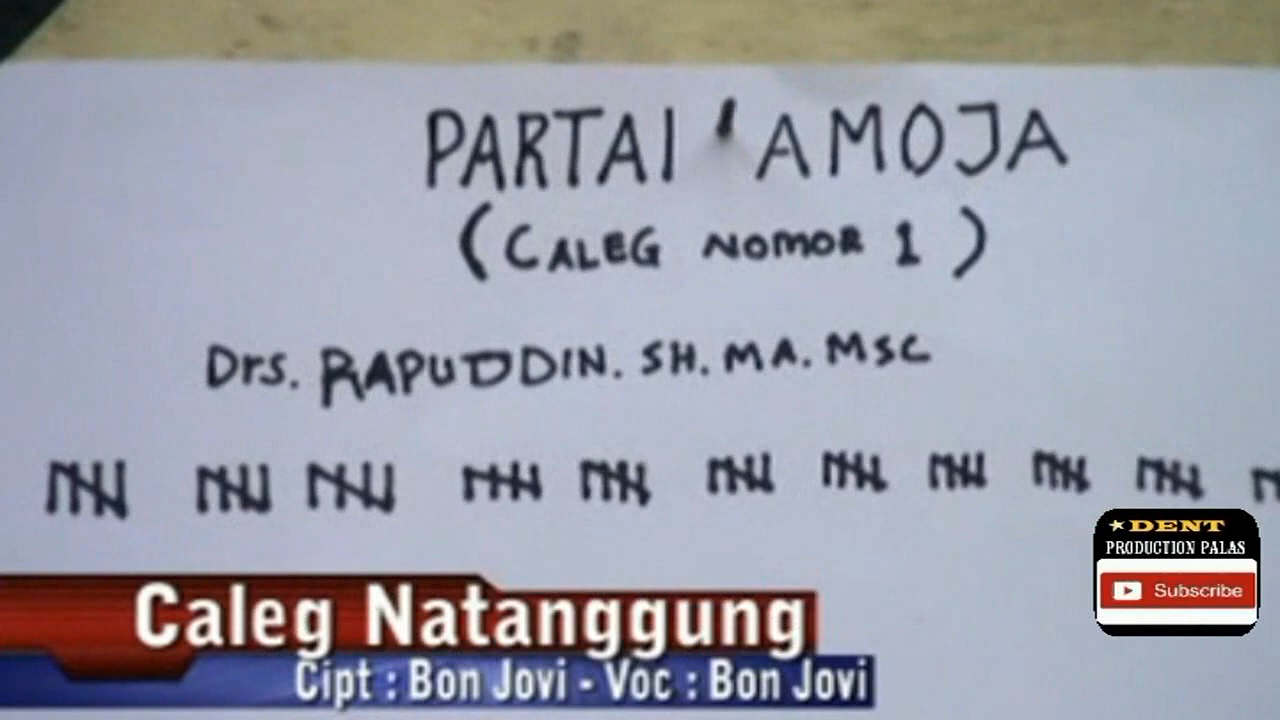 PARTAI 'AMOJA
(CALEG NOMOR 1)
Drs. RAPUDDIN. SH. MA. MSC
★DENT
PRODUCTION PALAS
Subscribe
Caleg Natanggung
Cipt : Bon Jovi - Voc : Bon Jovi